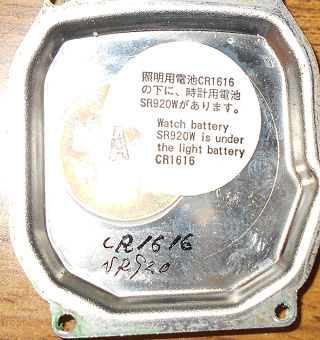 照明用電池CR1616
の下に、時計用電池
SR920Wがあります。
Watch battery
SR920W is under
the light battery
CR1616
A
CR1616
SR920